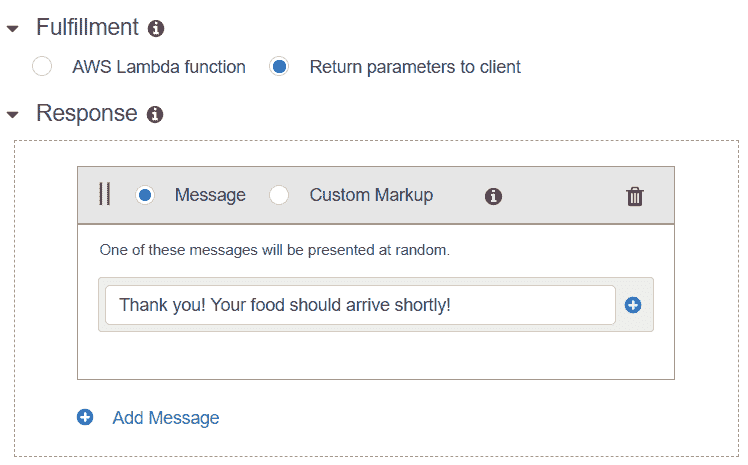 Fulfillment
AWS Lambda function Return parameters to client
Response
Message Custom Markup
One of these messages will be presented at random.
Thank you! Your food should arrive shortly!
Add Message